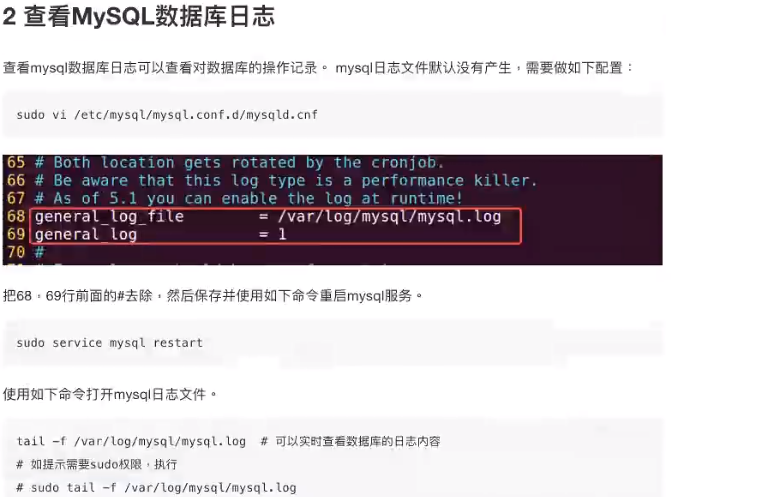 2 查看MySQL数据库日志
查看mysql数据库日志可以查看对数据库的操作记录。 mysql日志文件默认没有产生，需要做如下配置：
sudo vi /etc/mysql/mysql.conf.d/mysqld.cnf
65 # Both location gets rotated by the cronjob.
66 # Be aware that this log type is a performance killer.
67 # As of 5.1 you can enable the log at runtime!
68 general_log_file = /var/log/mysql/mysql.log
69 general_log = 1
70 #
把68，69行前面的#去除，然后保存并使用如下命令重启mysql服务。
sudo service mysql restart
使用如下命令打开mysql日志文件。
tail -f /var/log/mysql/mysql.log # 可以实时查看数据库的日志内容
# 如提示需要sudo权限，执行
# sudo tail -f /var/log/mysql/mysql.log